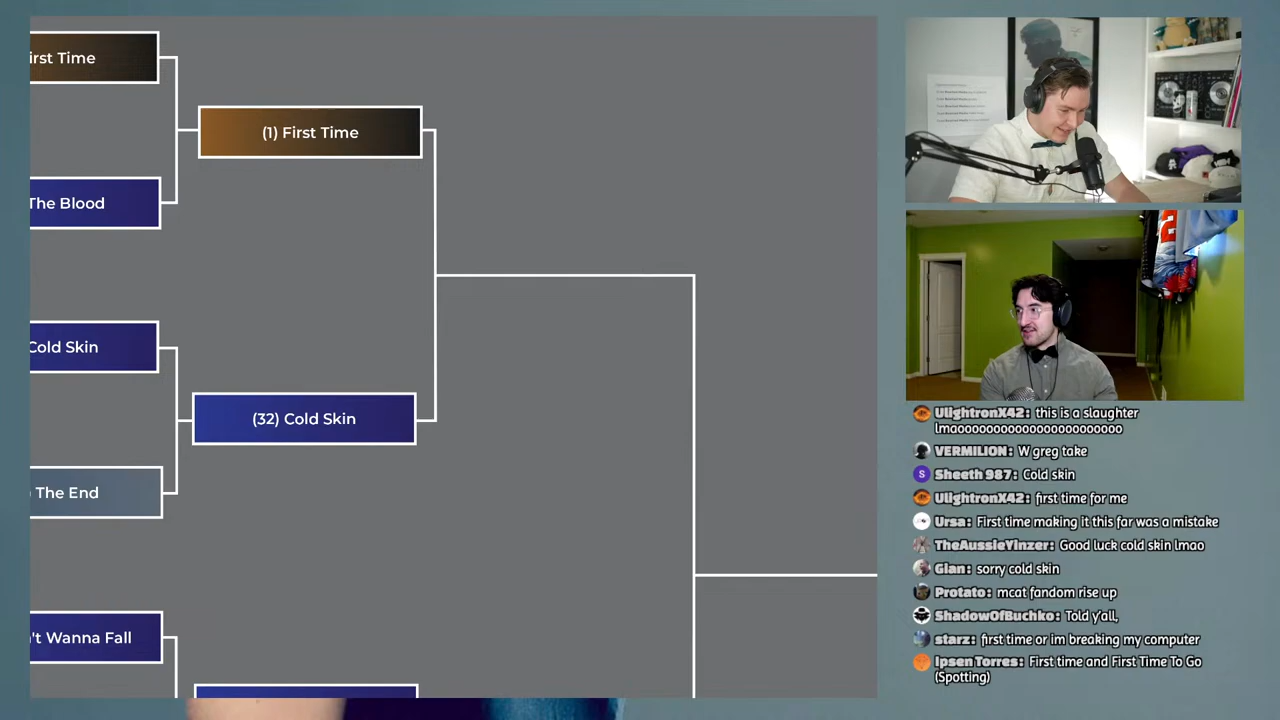 irst Time
(1) First Time
The Blood
Cold Skin
(32) Cold Skin
The End
't Wanna Fall
UlightronX42: this is a slaughter
lmaooooooooooooooooooooooo
VERMILION: W greg take
S
Sheeth 987: Cold skin
UlightronX42: first time for me
Ursa: First time making it this far was a mistake
TheAussieYinzer: Good luck cold skin lmao
Gian: sorry cold skin
Protato: mcat fandom rise up
ShadowOfBuchko: Told y'all,
starz: first time or im breaking my computer
Ipsen Torres: First time and First Time To Go
(Spotting)